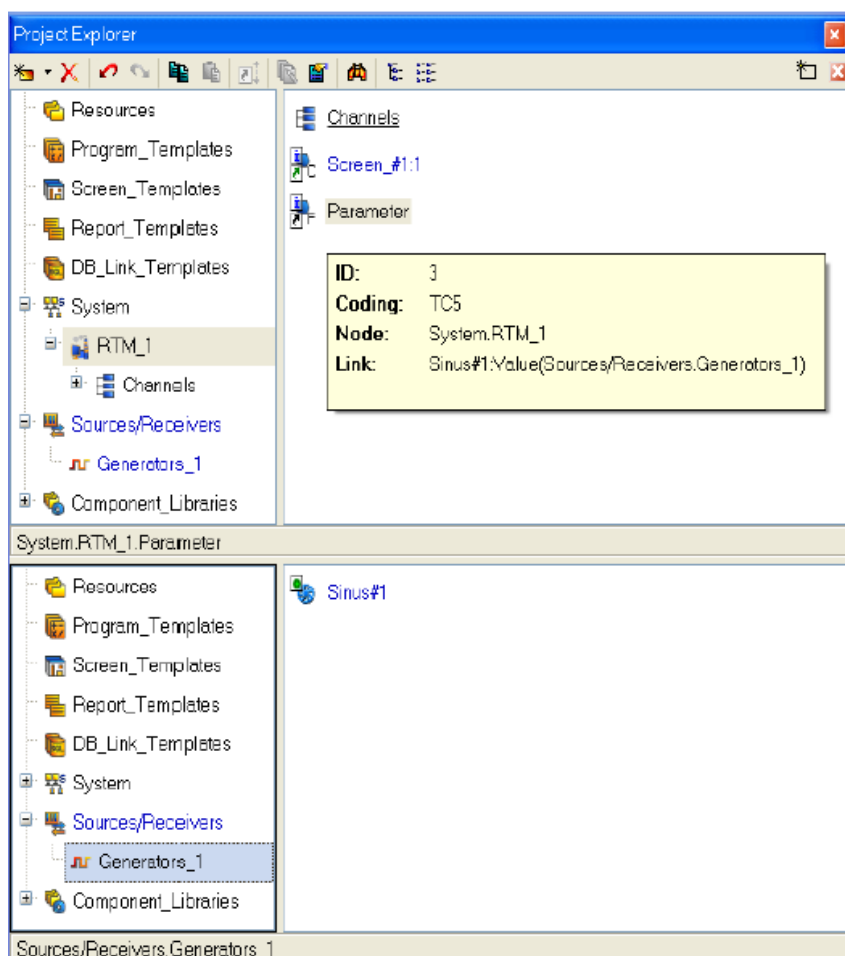 Project Explorer
Resources
Program_Templates
Screen_Templates
Report_Templates
DB_Link_Templates
System
RTM_1
Channels
Sources/Receivers
Generators_1
Component_Libraries
Channels
Screen_#1:1
Parameter
ID: 3
Coding: TC5
Node: System.RTM_1
Link: Sinus#1:Value(Sources/Receivers.Generators_1)
System.RTM_1.Parameter
Resources
Program_Templates
Screen_Templates
Report_Templates
DB_Link_Templates
System
Sources/Receivers
Generators_1
Component_Libraries
Sinus#1
Sources/Receivers.Generators_1